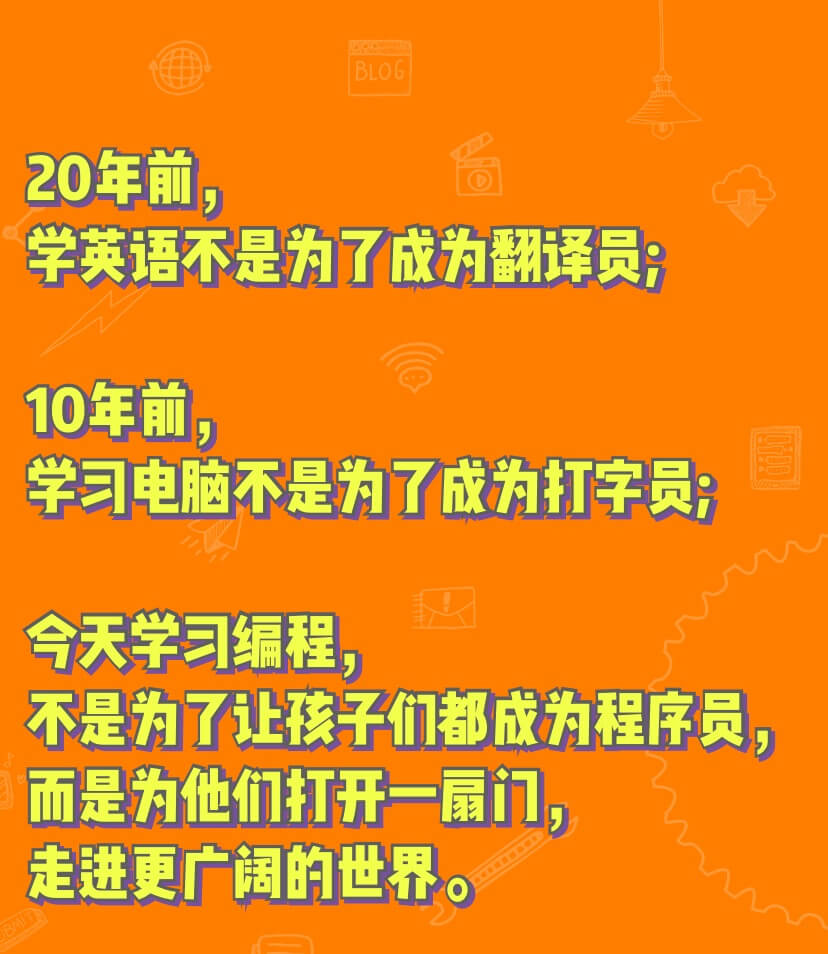 BLOG
20年前，
学英语不是为了成为翻译员；
10年前，
学习电脑不是为了成为打字员；
今天学习编程，
不是为了让孩子们都成为程序员，
而是为他们打开一扇门，
走进更广阔的世界。